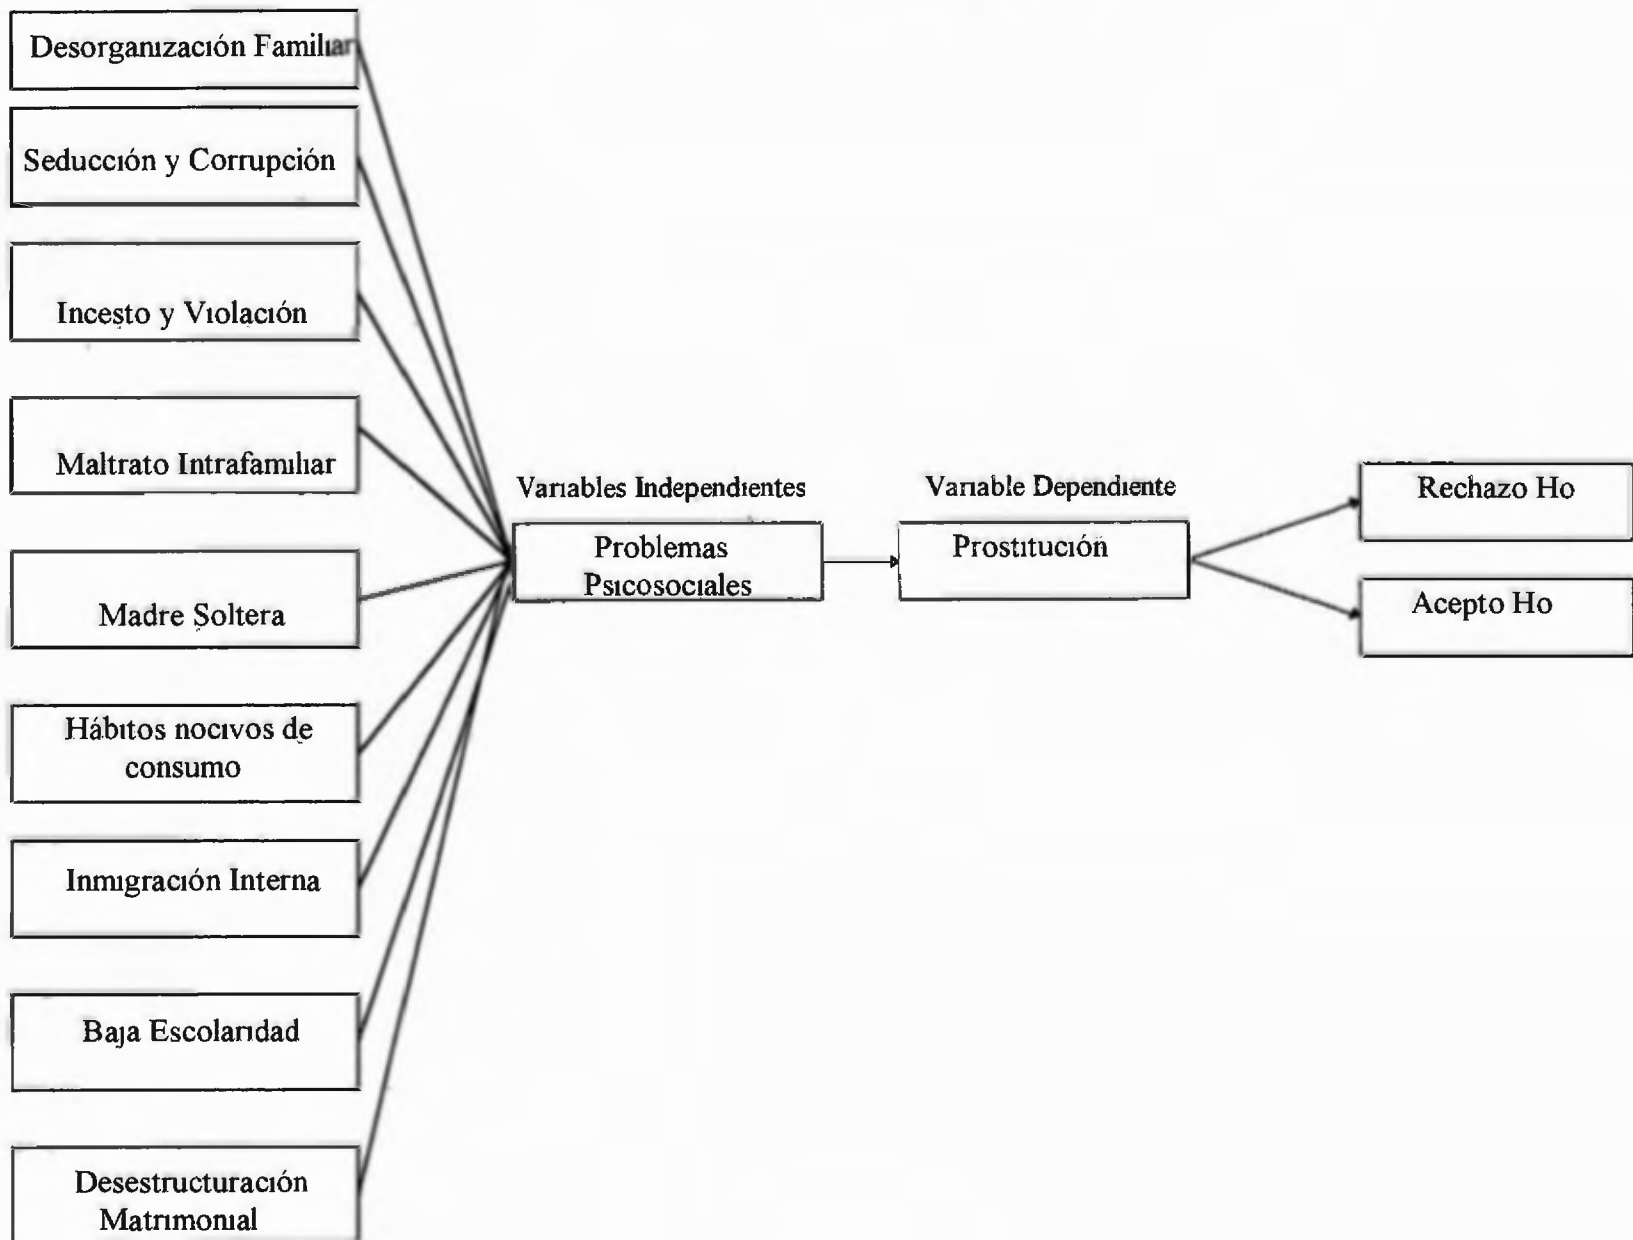 Desorganización Familiar
Seducción y Corrupción
Incesto y Violación
Maltrato Intrafamiliar
Madre Soltera
Hábitos nocivos de
consumo
Inmigración Interna
Baja Escolaridad
Desestructuración
Matrimonial
Variables Independientes
Problemas
Psicosociales
Variable Dependiente
Prostitución
Rechazo Ho
Acepto Ho